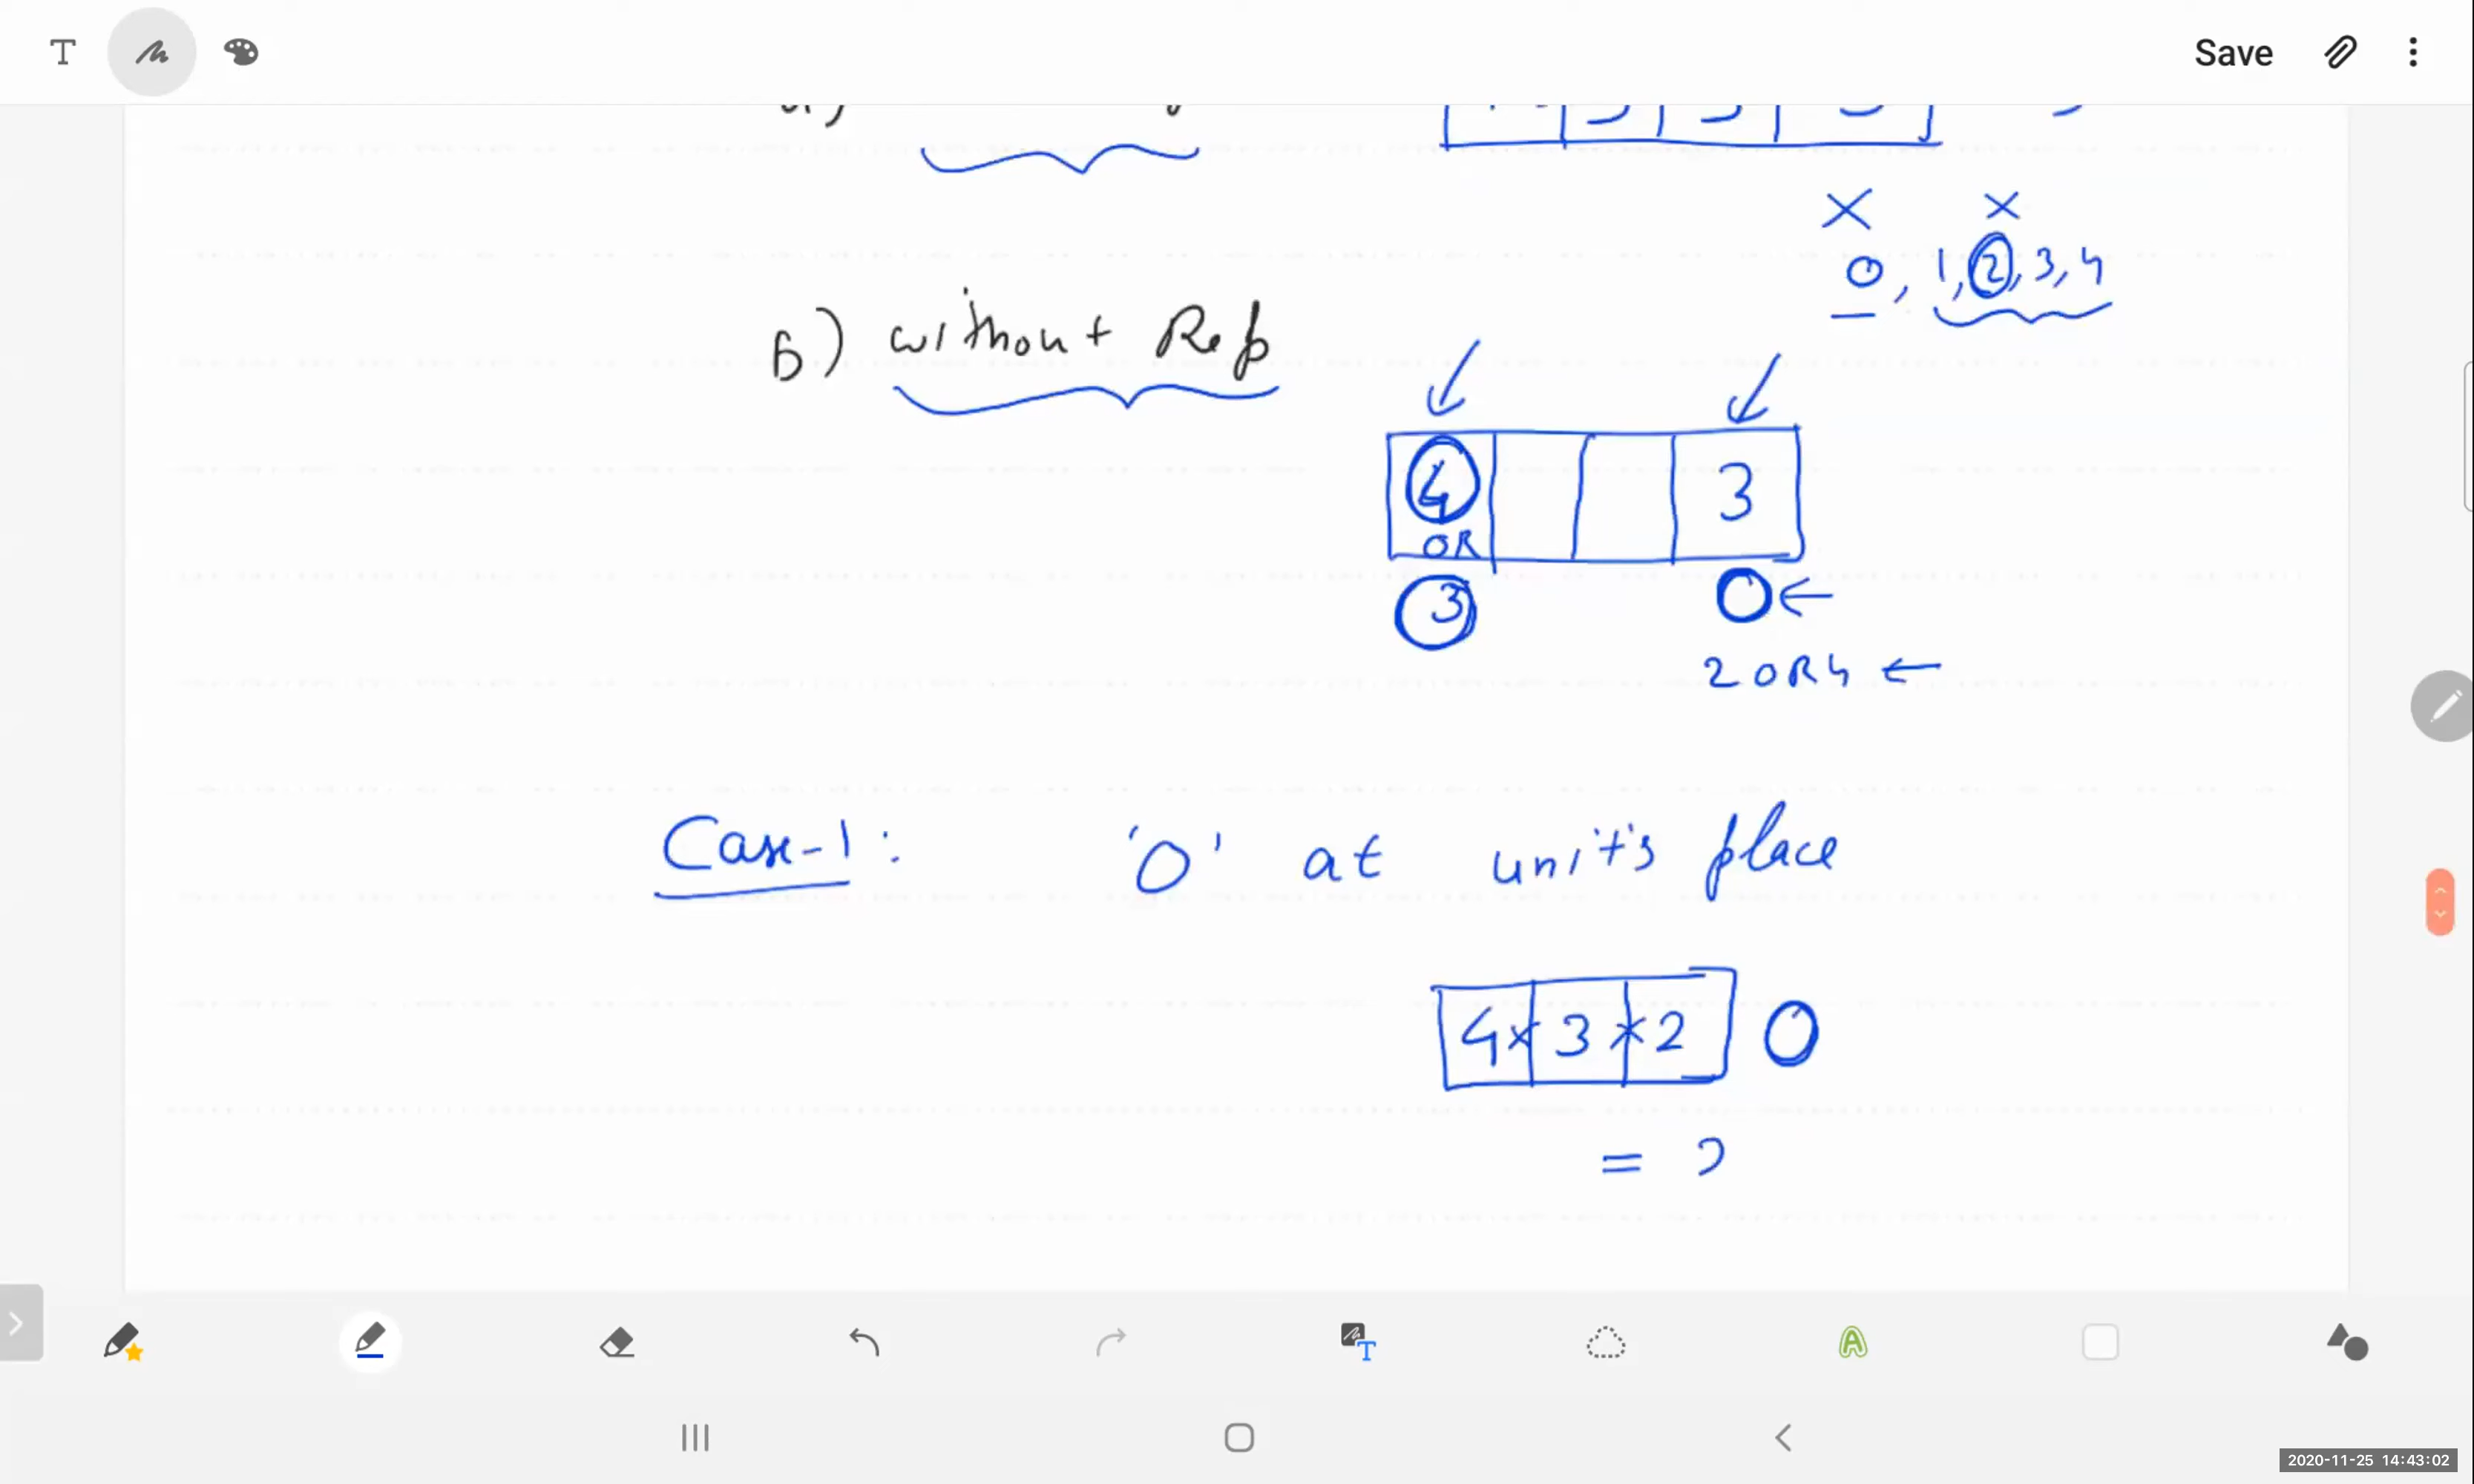 T Save
0, 1, 2, 3, 4
b) without Rep
4 3
OR
3 0 ←
2 OR 4 ←
Case-1: '0' at unit's place
4 × 3 × 2 0
=
2020-11-25 14:43:02